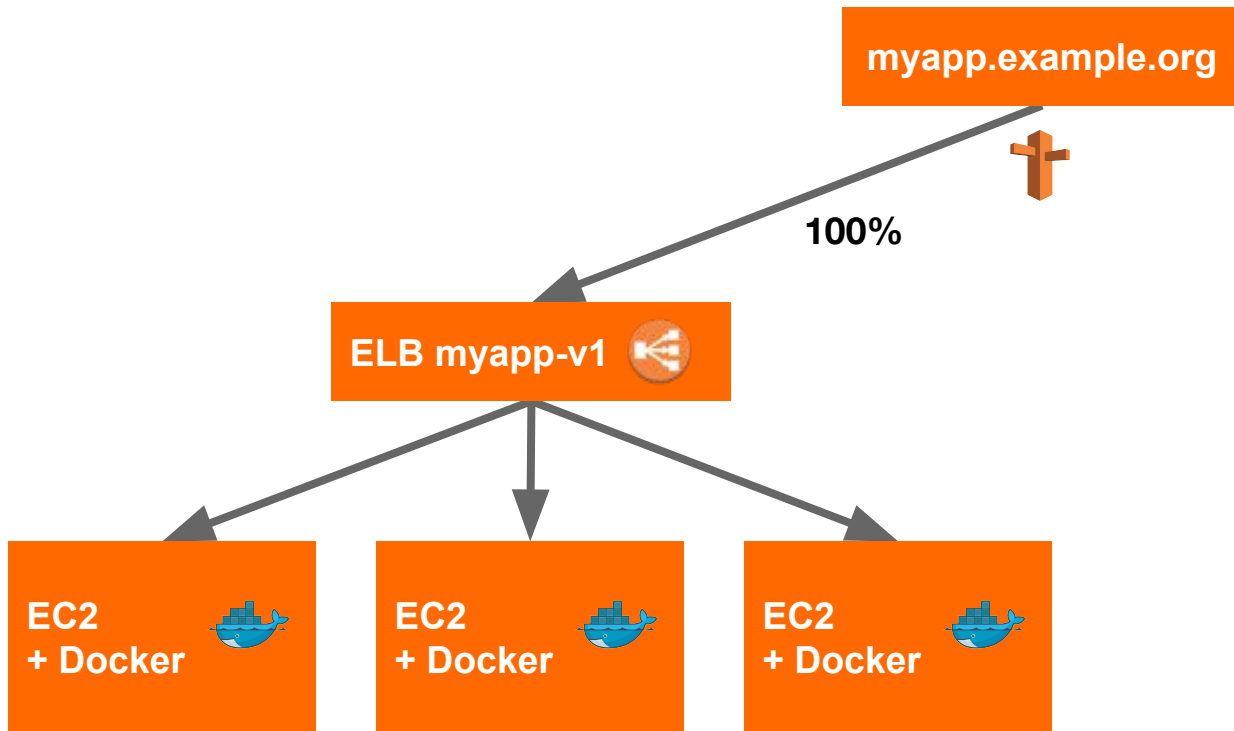 myapp.example.org
100%
ELB myapp-v1
EC2
+ Docker
EC2
+ Docker
EC2
+ Docker